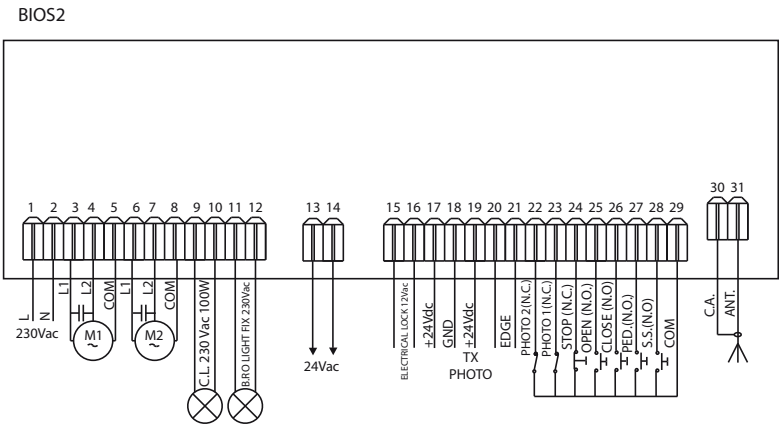 BIOS2
1 2 3 4 5 6 7 8 9 10 11 12 13 14 15 16 17 18 19 20 21 22 23 24 25 26 27 28 29
30 31
L
N
230Vac
L1
L2
COM
M1
~
L1
L2
COM
M2
~
C.L. 230 Vac 100W
B.RO LIGHT FIX 230Vac
24Vac
ELECTRICAL LOCK 12Vac
+24Vdc
GND
+24Vdc
TX
PHOTO
EDGE
PHOTO 2(N.C.)
PHOTO 1(N.C.)
STOP (N.C.)
OPEN (N.O.)
CLOSE (N.O)
PED.(N.O.)
S.S.(N.O)
COM
C.A.
ANT.